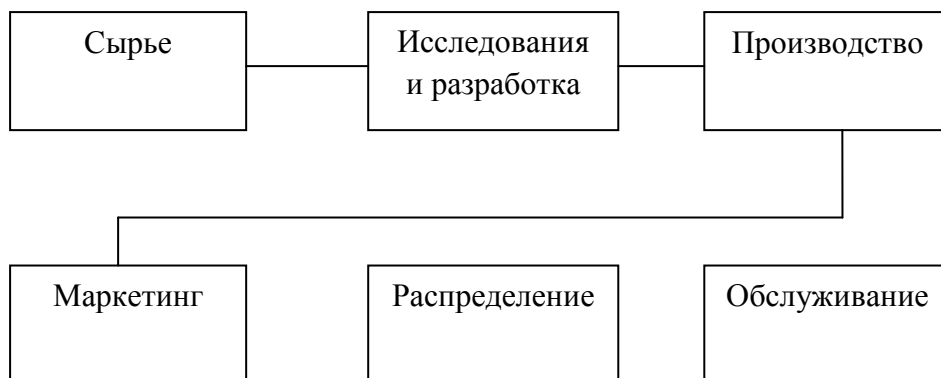 Сырье
Исследования
и разработка
Производство
Маркетинг
Распределение
Обслуживание